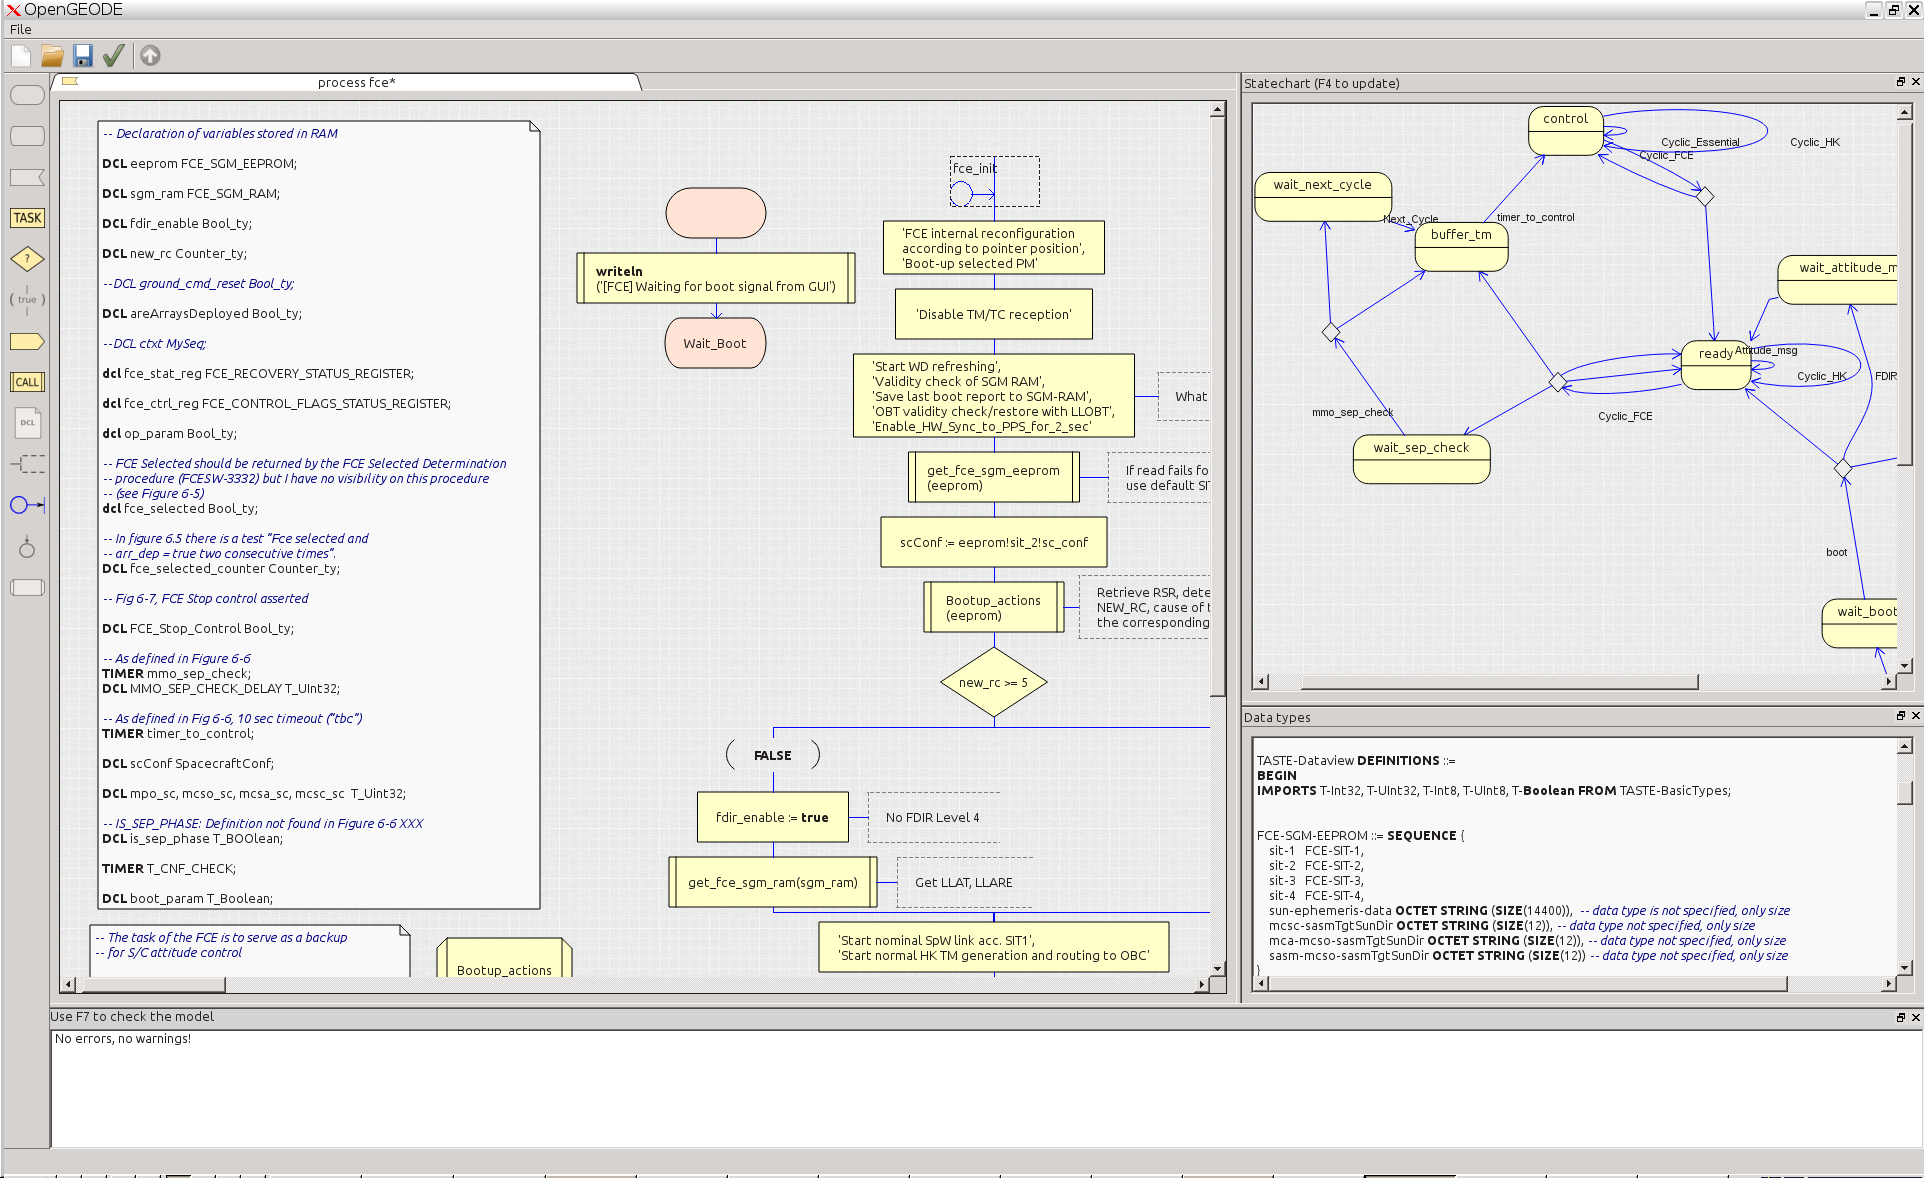 OpenGEODE
File
process fce*
TASK
?
(true)
CALL
DCL
-- Declaration of variables stored in RAM
DCL eeprom FCE_SGM_EEPROM;
DCL sgm_ram FCE_SGM_RAM;
DCL fdir_enable Bool_ty;
DCL new_rc Counter_ty;
--DCL ground_cmd_reset Bool_ty;
DCL areArraysDeployed Bool_ty;
--DCL ctxt MySeq;
dcl fce_stat_reg FCE_RECOVERY_STATUS_REGISTER;
dcl fce_ctrl_reg FCE_CONTROL_FLAGS_STATUS_REGISTER;
dcl op_param Bool_ty;
-- FCE Selected should be returned by the FCE Selected Determination
-- procedure (FCESW-3332) but I have no visibility on this procedure
-- (see Figure 6-5)
dcl fce_selected Bool_ty;
-- In figure 6.5 there is a test "Fce selected and
-- arr_dep = true two consecutive times".
DCL fce_selected_counter Counter_ty;
-- Fig 6-7, FCE Stop control asserted
DCL FCE_Stop_Control Bool_ty;
-- As defined in Figure 6-6
TIMER mmo_sep_check;
DCL MMO_SEP_CHECK_DELAY T_UInt32;
-- As defined in Fig 6-6, 10 sec timeout ("tbc")
TIMER timer_to_control;
DCL scConf SpacecraftConf;
DCL mpo_sc, mcso_sc, mcsa_sc, mcsc_sc T_Uint32;
-- IS_SEP_PHASE: Definition not found in Figure 6-6 XXX
DCL is_sep_phase T_BOOlean;
TIMER T_CNF_CHECK;
DCL boot_param T_Boolean;
-- The task of the FCE is to serve as a backup
-- for S/C attitude control
Bootup_actions
writeln
('[FCE] Waiting for boot signal from GUI')
Wait_Boot
fce_init
'FCE internal reconfiguration
according to pointer position',
'Boot-up selected PM'
'Disable TM/TC reception'
'Start WD refreshing',
'Validity check of SGM RAM',
'Save last boot report to SGM-RAM',
'OBT validity check/restore with LLOBT',
'Enable_HW_Sync_to_PPS_for_2_sec'
What
get_fce_sgm_eeprom
(eeprom)
If read fails fo
use default SI
scConf := eeprom!sit_2!sc_conf
Bootup_actions
(eeprom)
Retrieve RSR, dete
NEW_RC, cause of
the corresponding
new_rc >= 5
FALSE
fdir_enable := true
No FDIR Level 4
get_fce_sgm_ram(sgm_ram)
Get LLAT, LLARE
'Start nominal SpW link acc. SIT1',
'Start normal HK TM generation and routing to OBC'
Statechart (F4 to update)
control
Cyclic_Essential
Cyclic_HK
Cyclic_FCE
wait_next_cycle
Next_Cycle
timer_to_control
buffer_tm
wait_attitude_m
ready
Attitude_msg
Cyclic_HK
FDIR
Cyclic_FCE
mmo_sep_check
wait_sep_check
boot
wait_boot
Data types
TASTE-Dataview DEFINITIONS ::=
BEGIN
IMPORTS T-Int32, T-UInt32, T-Int8, T-UInt8, T-Boolean FROM TASTE-BasicTypes;
FCE-SGM-EEPROM ::= SEQUENCE {
sit-1 FCE-SIT-1,
sit-2 FCE-SIT-2,
sit-3 FCE-SIT-3,
sit-4 FCE-SIT-4,
sun-ephemeris-data OCTET STRING (SIZE(14400)), -- data type is not specified, only size
mcsc-sasmTgtSunDir OCTET STRING (SIZE(12)), -- data type not specified, only size
mca-mcso-sasmTgtSunDir OCTET STRING (SIZE(12)), -- data type not specified, only size
sasm-mcso-sasmTgtSunDir OCTET STRING (SIZE(12)) -- data type not specified, only size
}
Use F7 to check the model
No errors, no warnings!